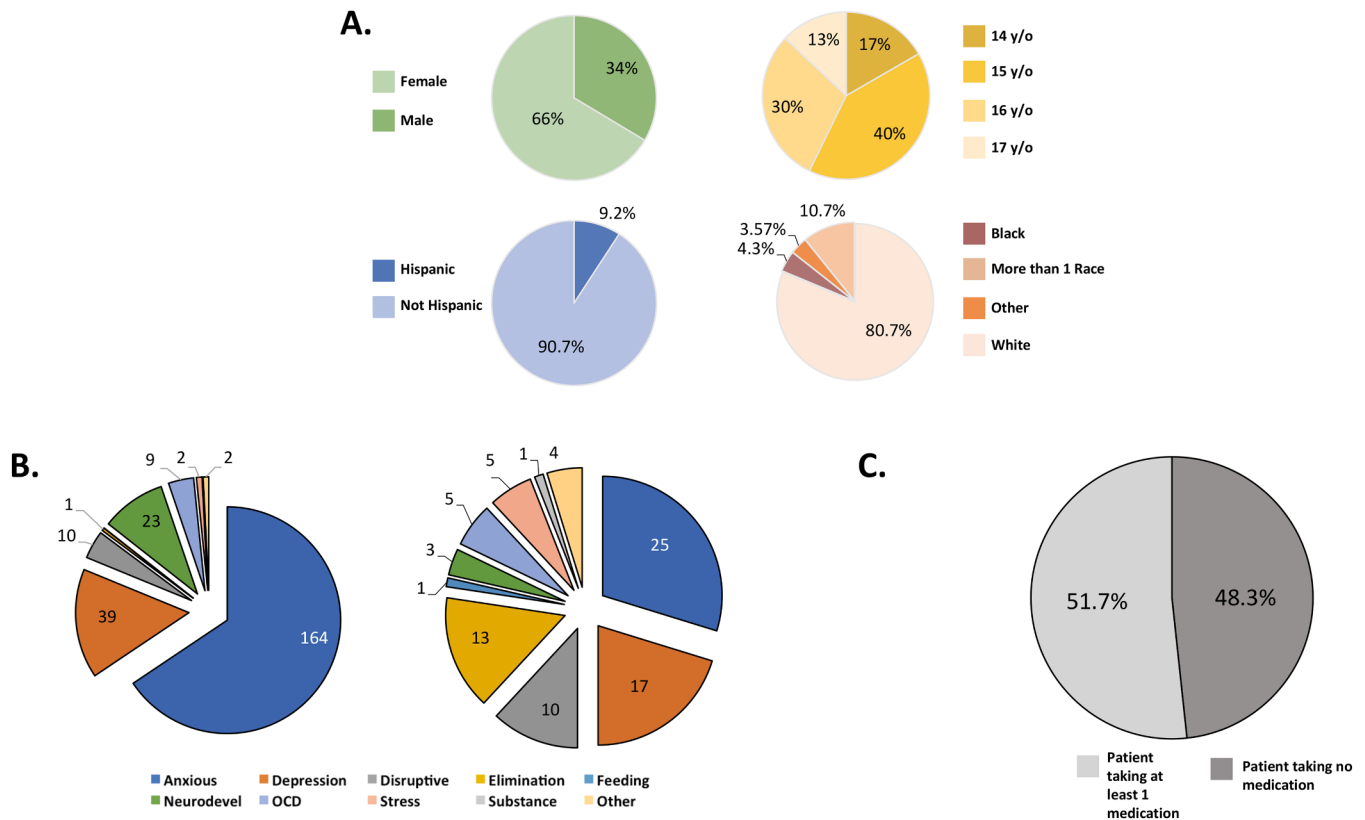 A.
Female
Male
34%
66%
13%
17%
30%
40%
14 y/o
15 y/o
16 y/o
17 y/o
Hispanic
Not Hispanic
9.2%
90.7%
10.7%
3.57%
4.3%
80.7%
Black
More than 1 Race
Other
White
B.
9
2
2
1
23
10
39
164
5
1
4
5
3
1
25
13
10
17
Anxious
Depression
Disruptive
Elimination
Feeding
Neurodevel
OCD
Stress
Substance
Other
C.
51.7%
48.3%
Patient
taking at
least 1
medication
Patient taking no
medication